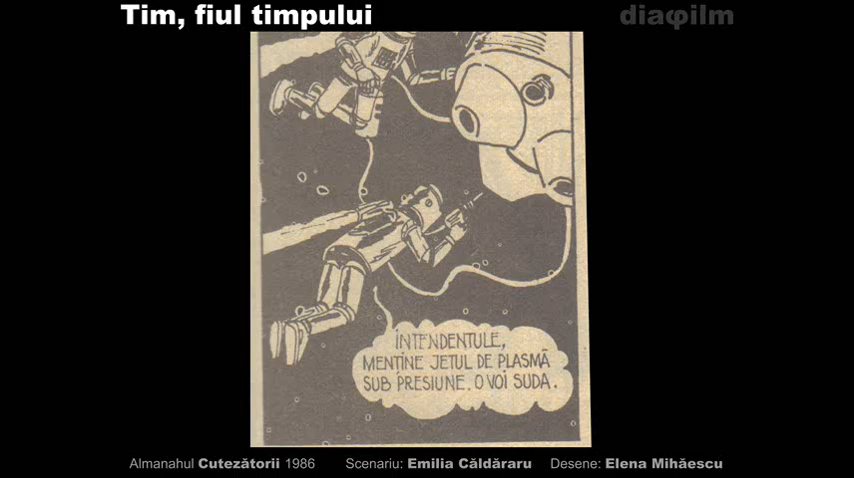 Tim, fiul timpului
diaφilm
INTENDENTULE,
MENȚINE JETUL DE PLASMĂ
SUB PRESIUNE. O VOI SUDA.
Almanahul Cutezătorii 1986 Scenariu: Emilia Căldăraru Desene: Elena Mihăescu